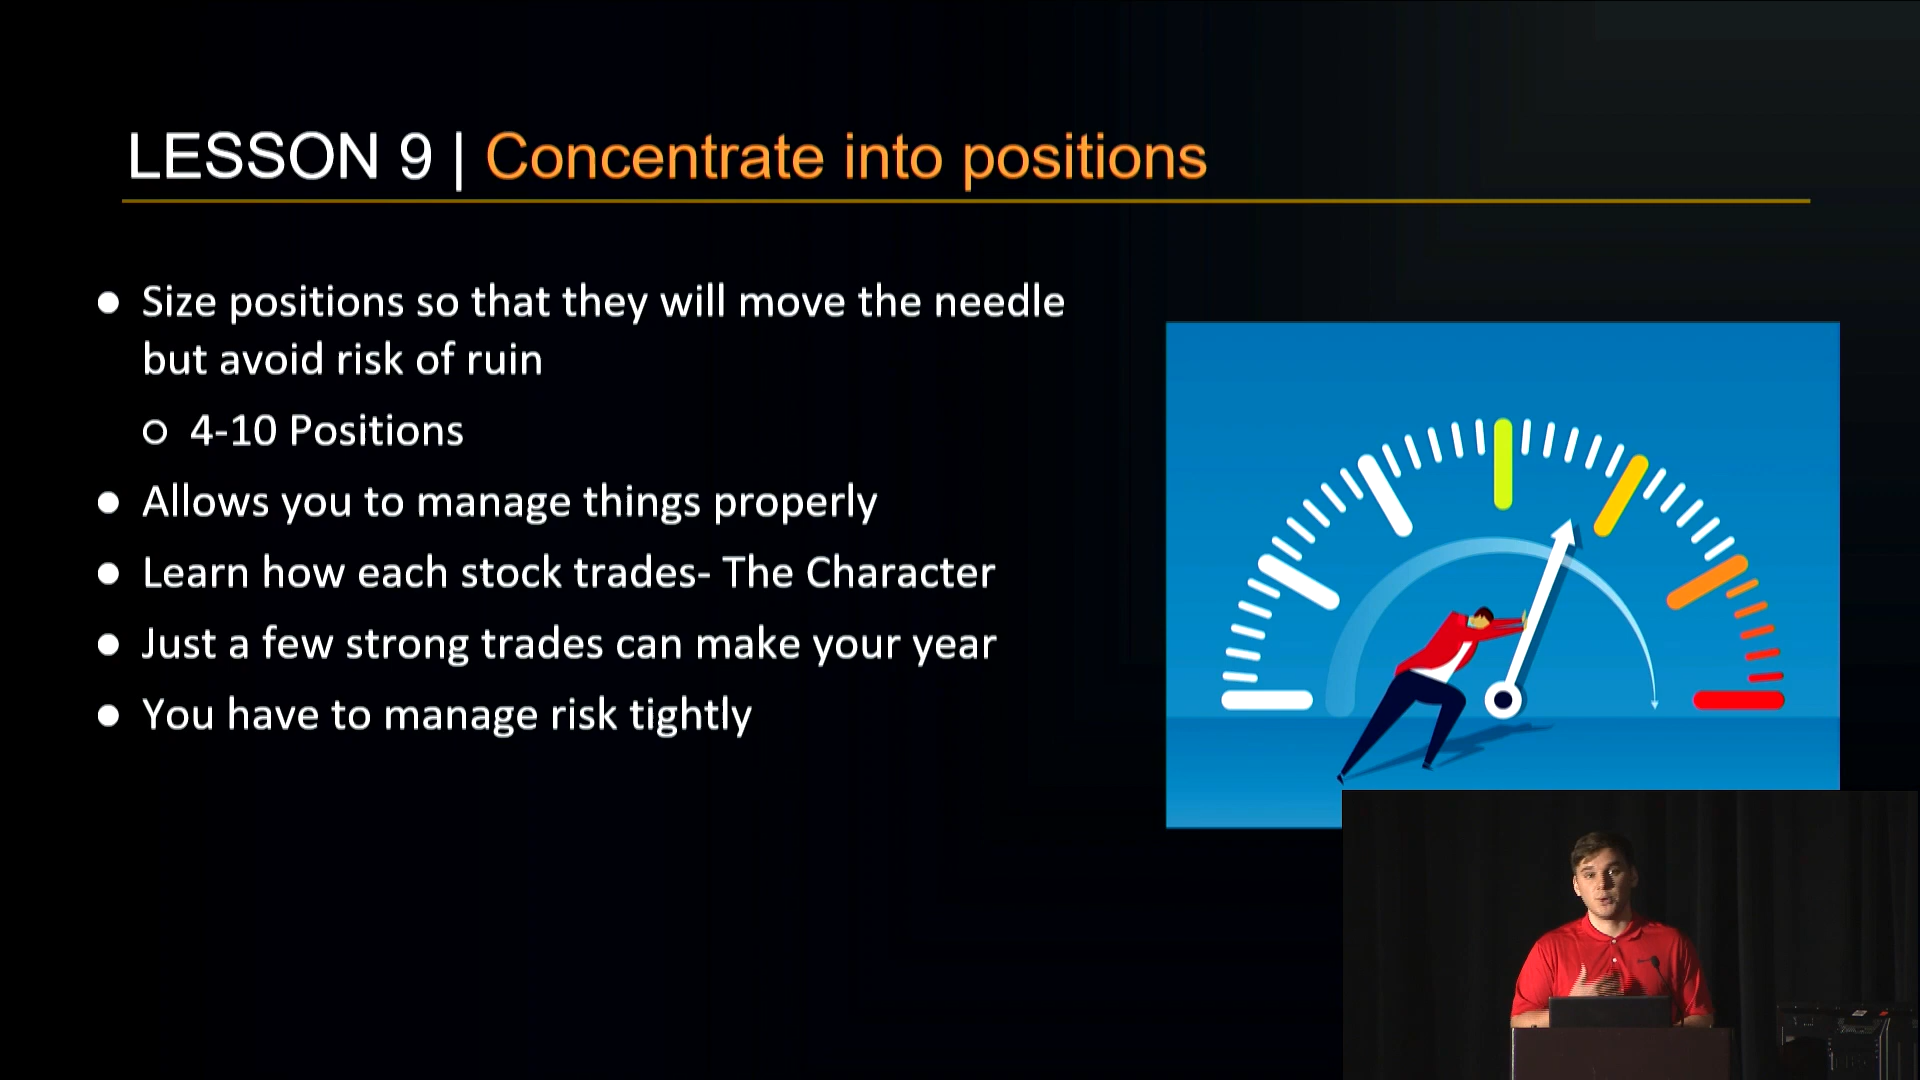 LESSON 9 | Concentrate into positions
● Size positions so that they will move the needle
but avoid risk of ruin
○ 4-10 Positions
● Allows you to manage things properly
● Learn how each stock trades- The Character
● Just a few strong trades can make your year
● You have to manage risk tightly